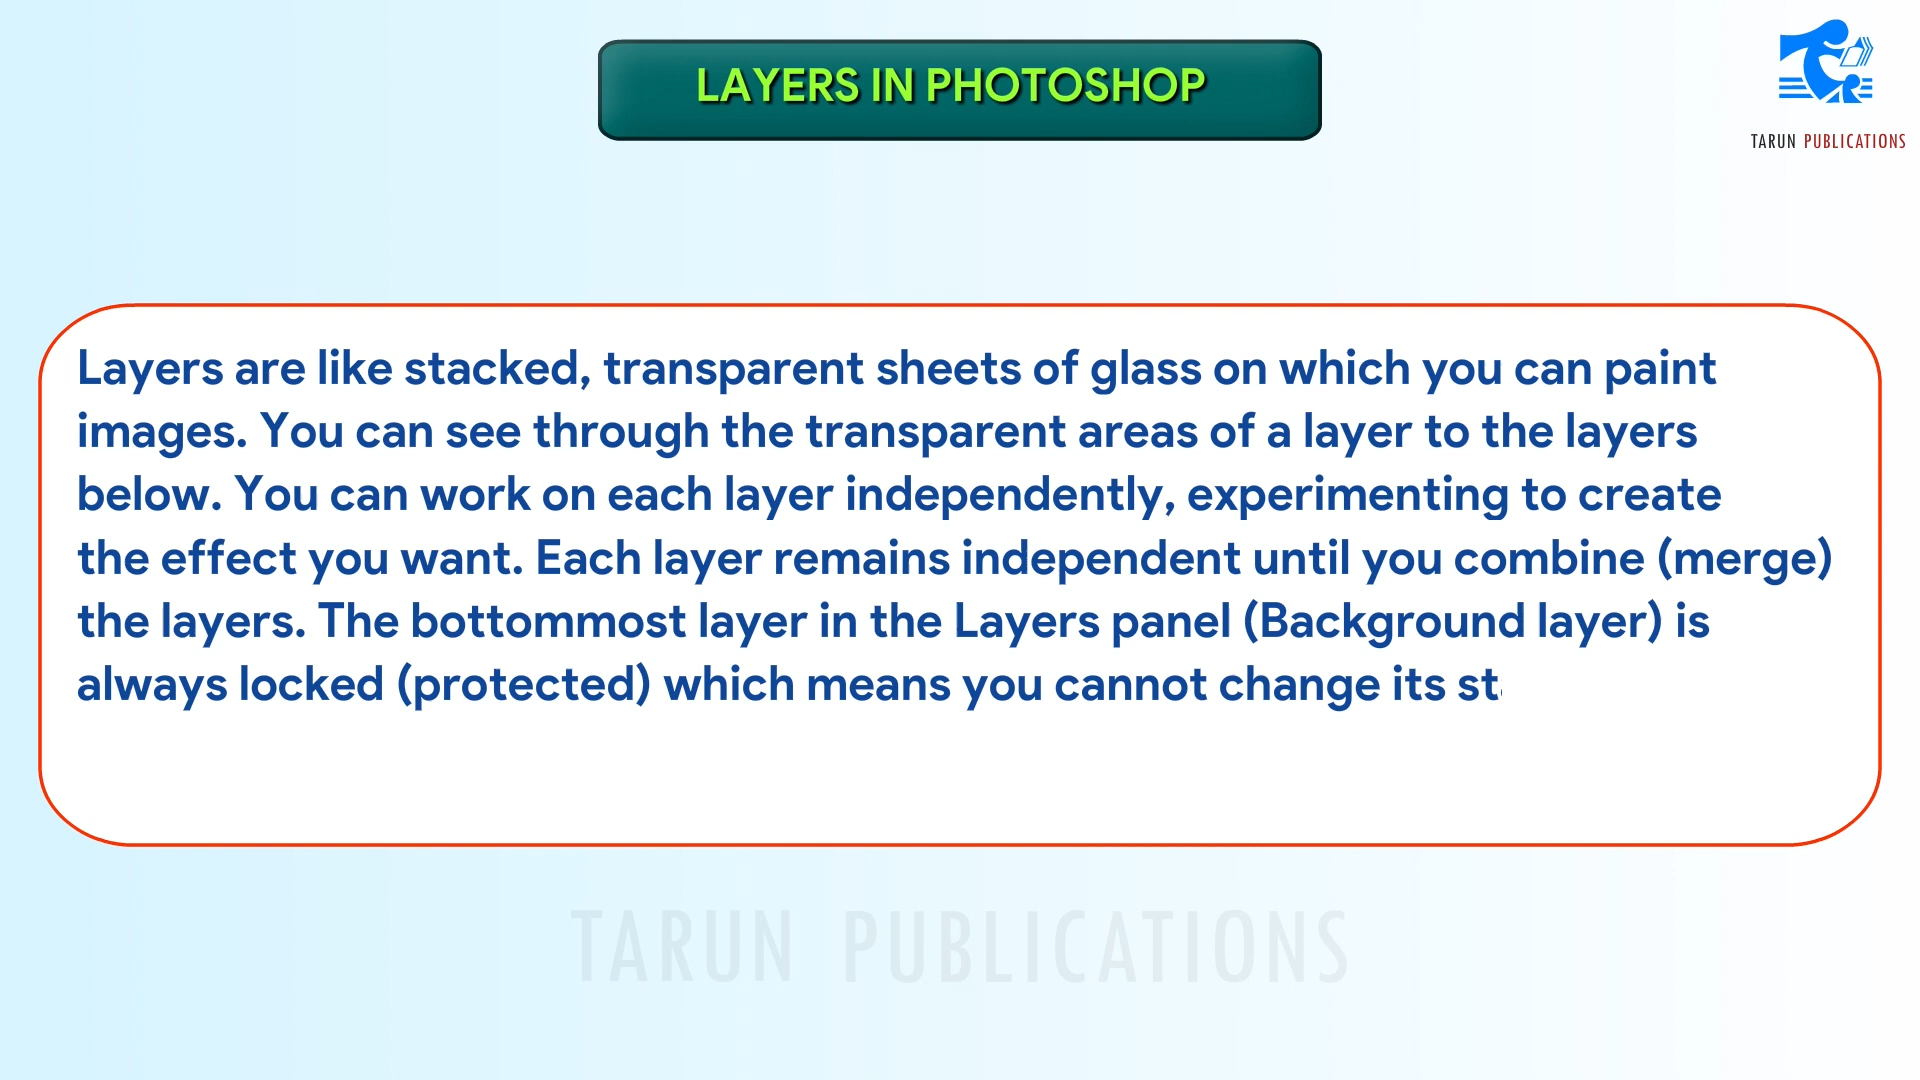 LAYERS IN PHOTOSHOP
TARUN PUBLICATIONS
Layers are like stacked, transparent sheets of glass on which you can paint
images. You can see through the transparent areas of a layer to the layers
below. You can work on each layer independently, experimenting to create
the effect you want. Each layer remains independent until you combine (merge)
the layers. The bottommost layer in the Layers panel (Background layer) is
always locked (protected) which means you cannot change its
TARUN PUBLICATIONS